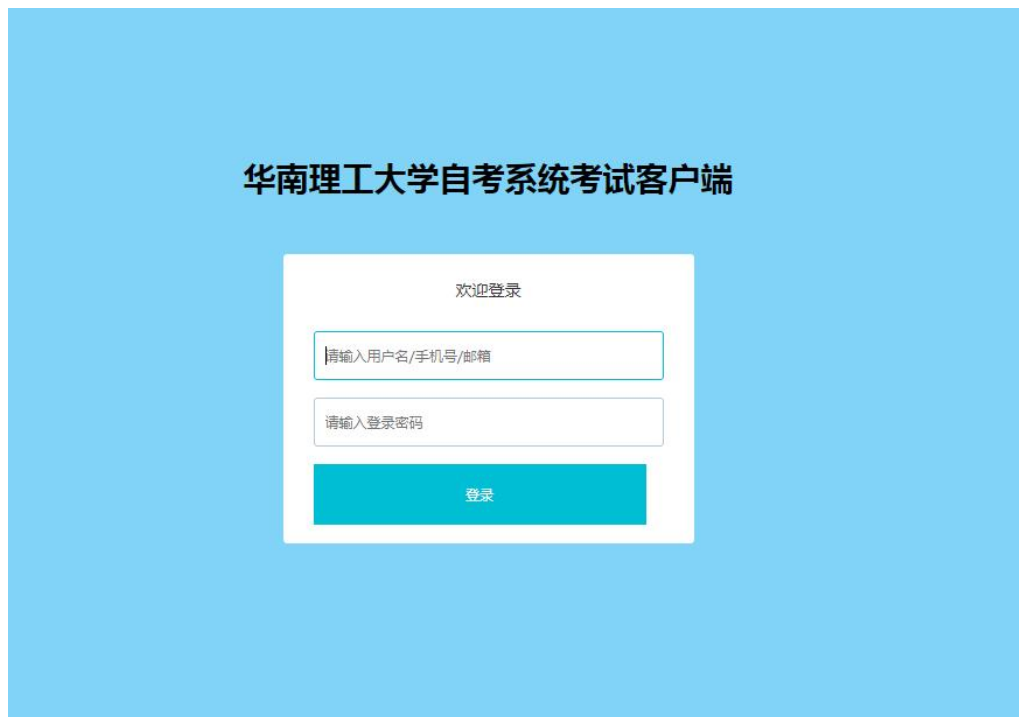 华南理工大学自考系统考试客户端
欢迎登录
请输入用户名/手机号/邮箱
请输入登录密码
登录